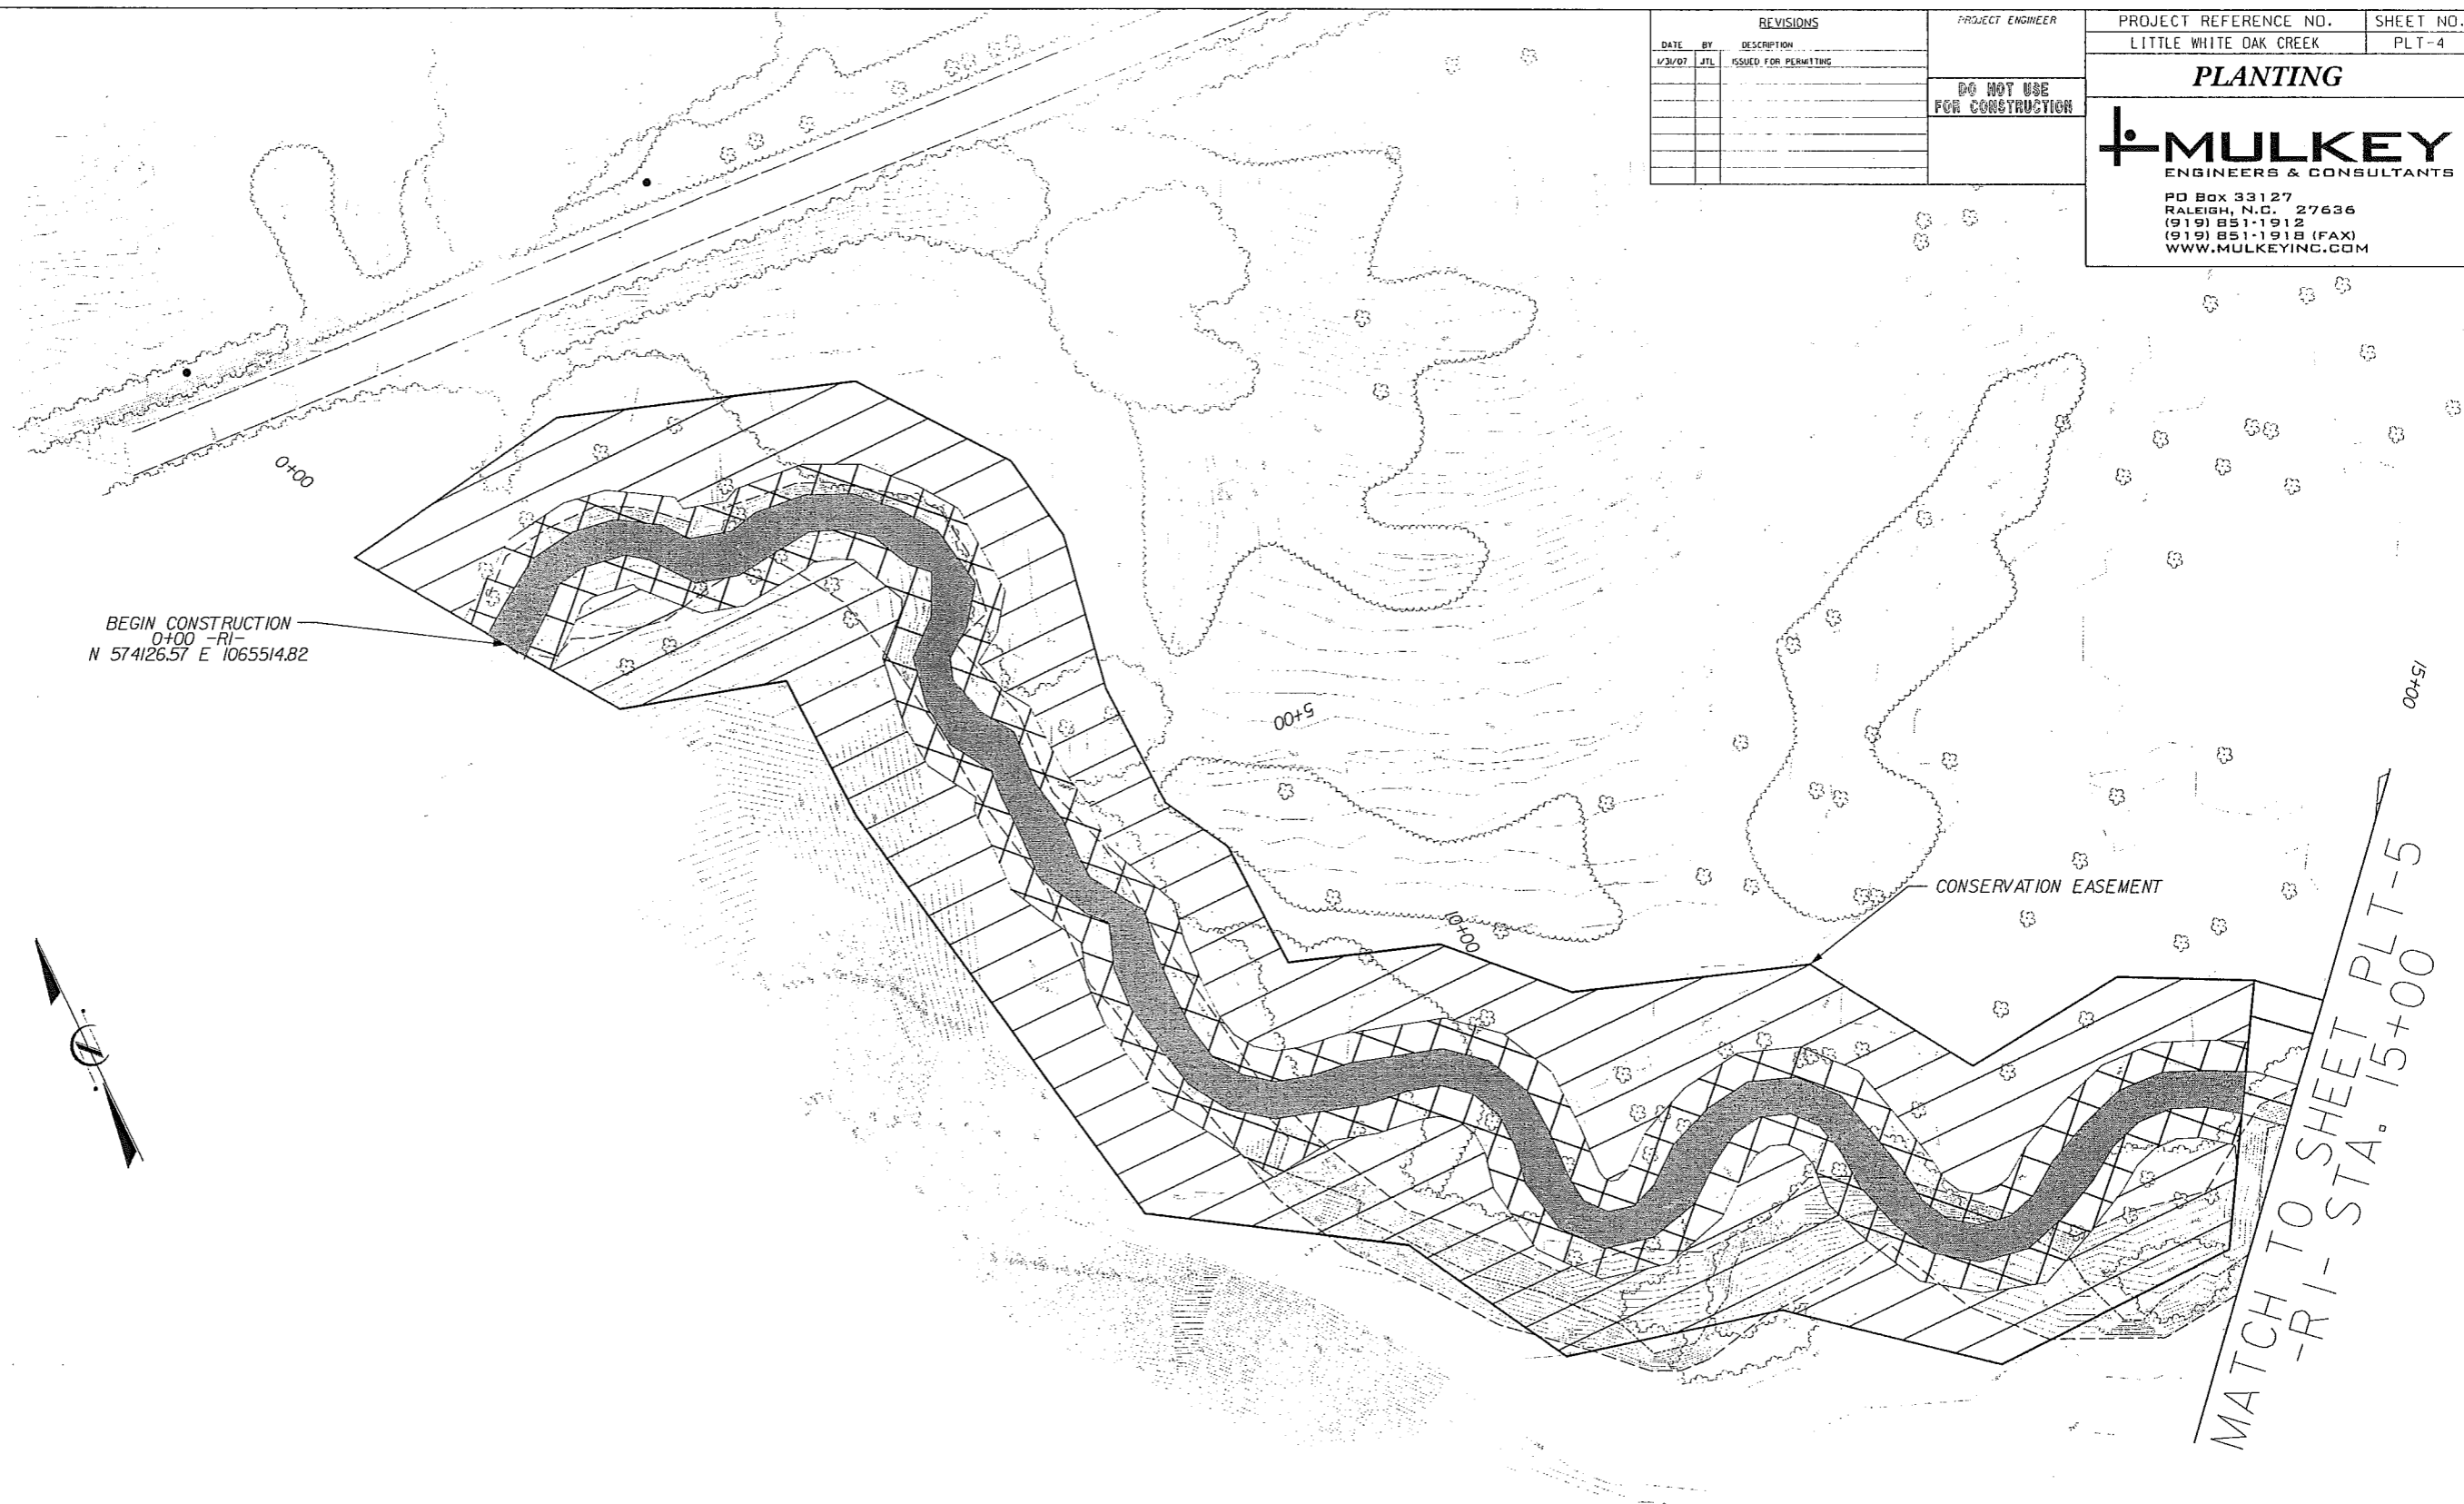 REVISIONS
DATE BY DESCRIPTION
1/31/07 JTL ISSUED FOR PERMITTING
PROJECT ENGINEER
DO NOT USE
FOR CONSTRUCTION
PROJECT REFERENCE NO. SHEET NO.
LITTLE WHITE OAK CREEK PLT-4
PLANTING
MULKEY
ENGINEERS & CONSULTANTS
PO BOX 33127
RALEIGH, N.C. 27636
(919) 851-1912
(919) 851-1918 (FAX)
WWW.MULKEYINC.COM
0+00
BEGIN CONSTRUCTION
0+00 -R1-
N 574126.57 E 1065514.82
5+00
10+00
15+00
CONSERVATION EASEMENT
MATCH TO SHEET PLT-5
-R1- STA. 15+00